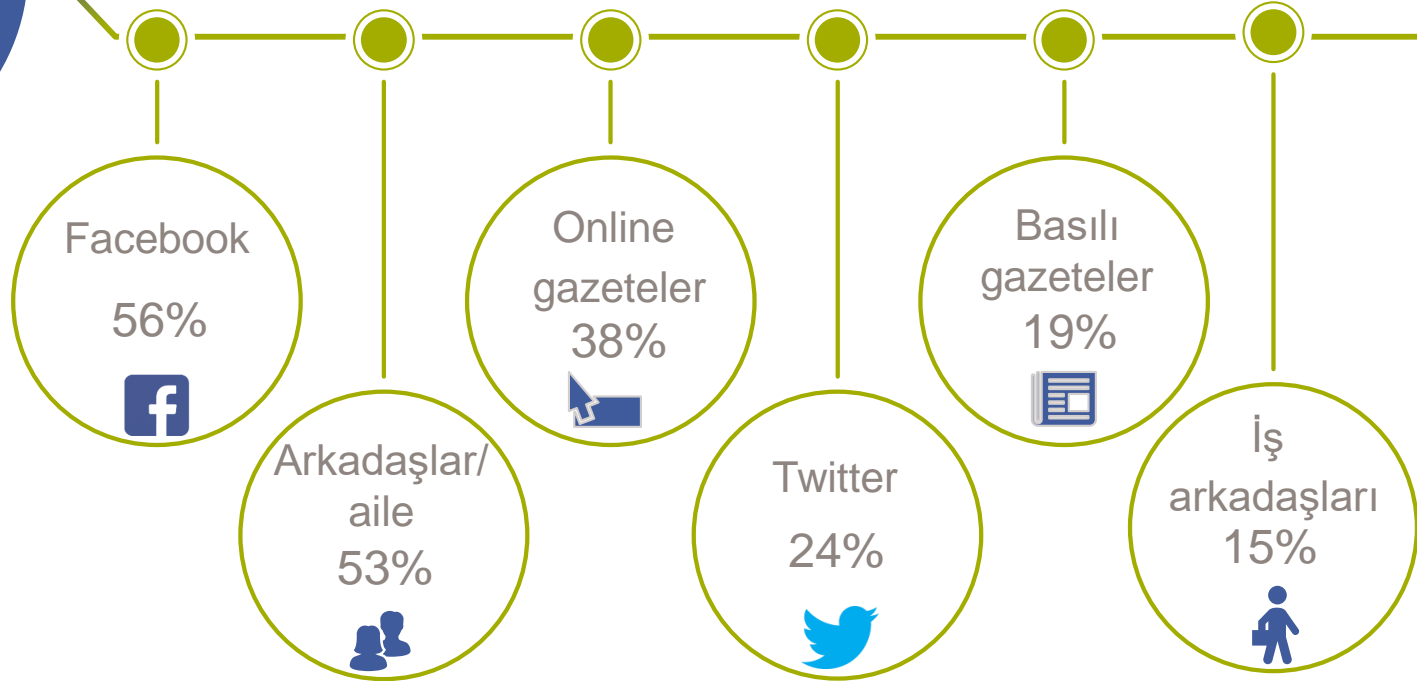 Facebook
56%
Arkadaşlar/
aile
53%
Online
gazeteler
38%
Twitter
24%
Basılı
gazeteler
19%
İş
arkadaşları
15%